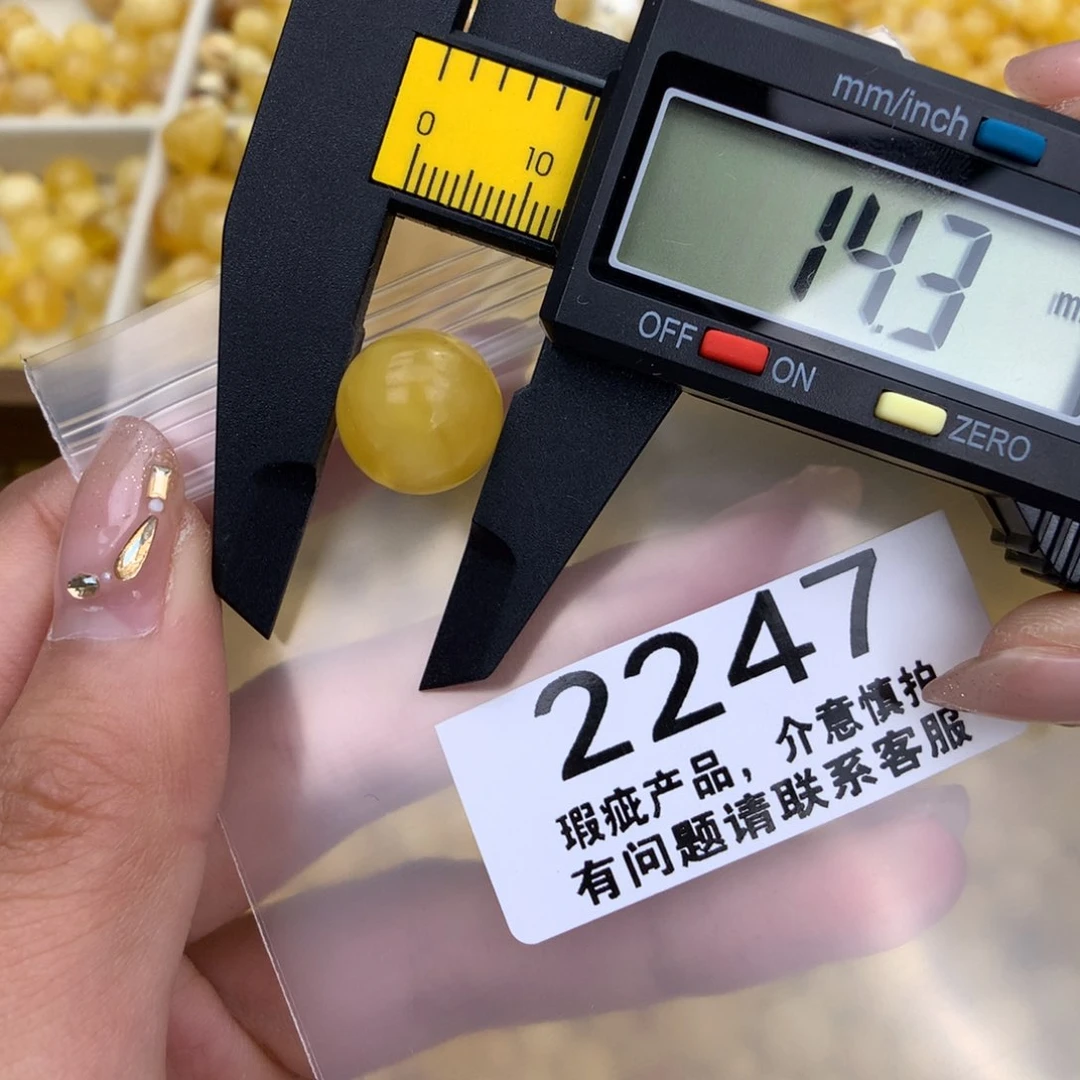 mm/inch
0
10
14.3
m
OFF
ON
ZERO
2247
瑕疵产品，介意慎拍
有问题请联系客服